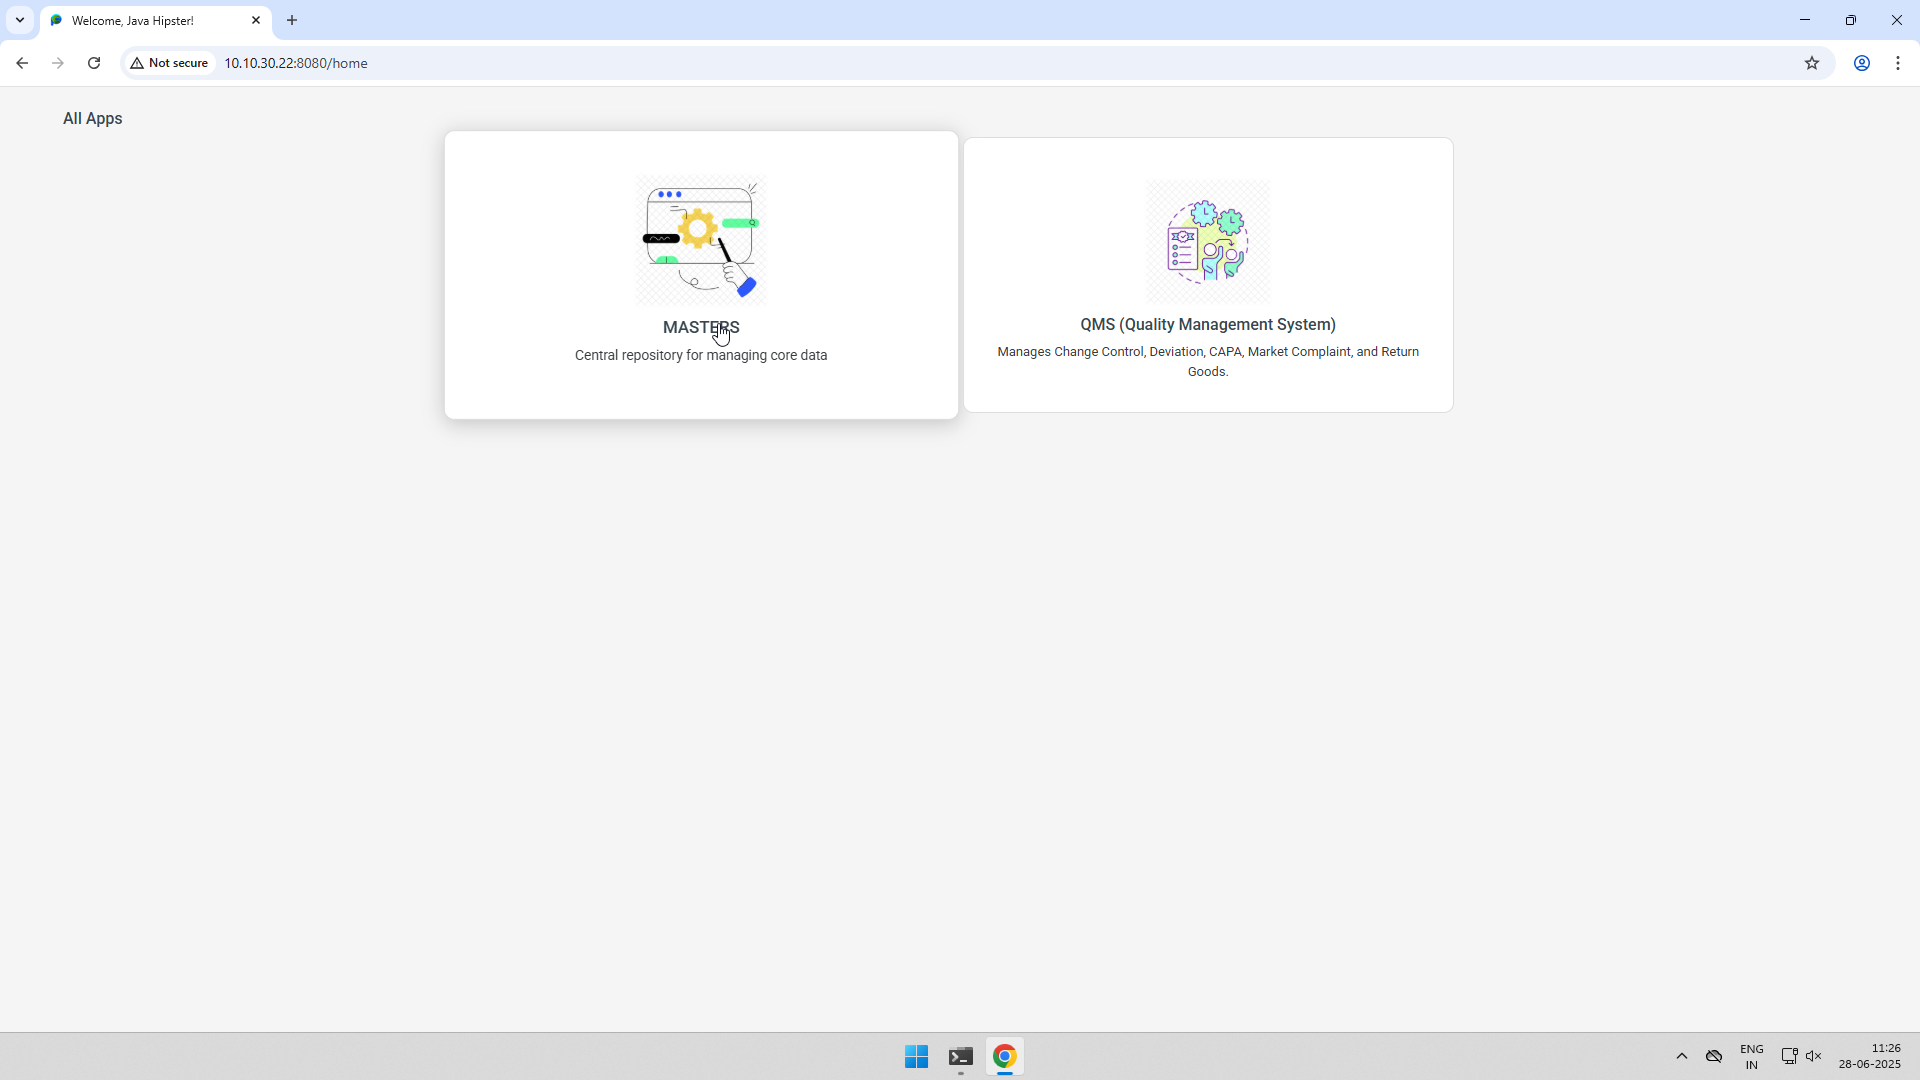 Welcome, Java Hipster!
Not secure
10.10.30.22:8080/home
All Apps
MASTERS
Central repository for managing core data
QMS (Quality Management System)
Manages Change Control, Deviation, CAPA, Market Complaint, and Return
Goods.
ENG
IN
11:26
28-06-2025